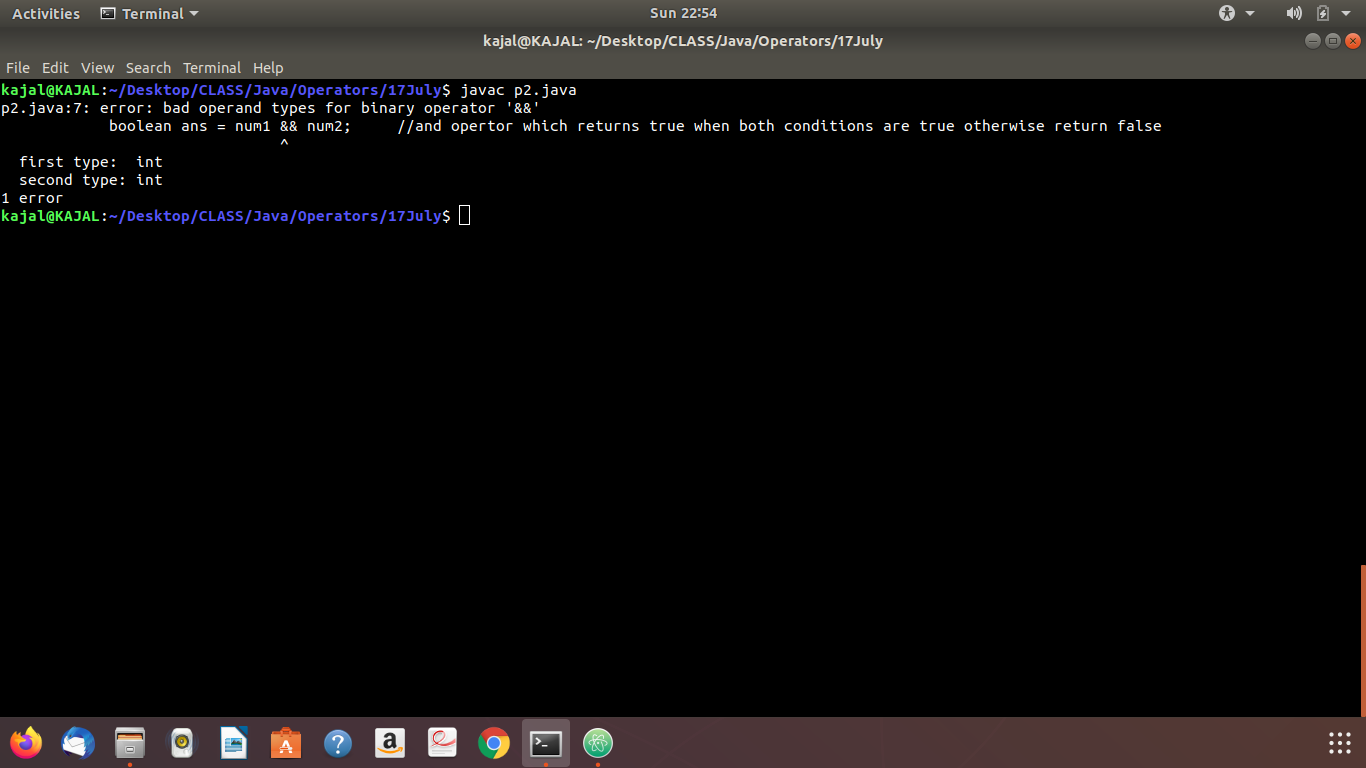 Activities Terminal Sun 22:54
kajal@KAJAL: ~/Desktop/CLASS/Java/Operators/17July
File Edit View Search Terminal Help
kajal@KAJAL:~/Desktop/CLASS/Java/Operators/17July$ javac p2.java
p2.java:7: error: bad operand types for binary operator '&&'
            boolean ans = num1 && num2;     //and opertor which returns true when both conditions are true otherwise return false
                               ^
  first type:  int
  second type: int
1 error
kajal@KAJAL:~/Desktop/CLASS/Java/Operators/17July$